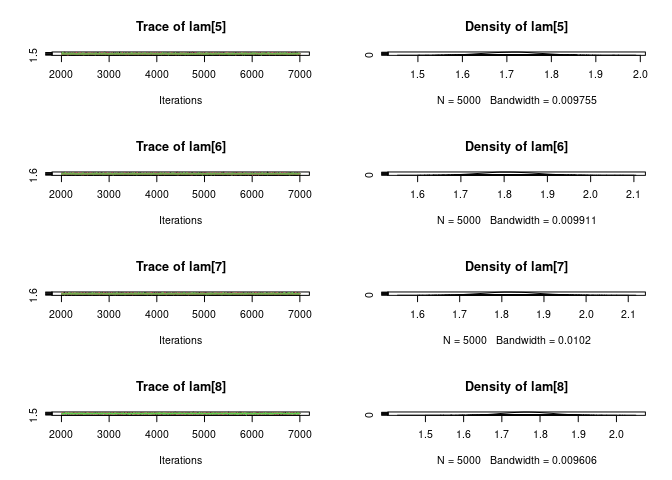 Trace of lam[5] Density of lam[5]
1.5 0
2000 3000 4000 5000 6000 7000 1.5 1.6 1.7 1.8 1.9 2.0
Iterations N = 5000 Bandwidth = 0.009755
Trace of lam[6] Density of lam[6]
1.6 0
2000 3000 4000 5000 6000 7000 1.6 1.7 1.8 1.9 2.0 2.1
Iterations N = 5000 Bandwidth = 0.009911
Trace of lam[7] Density of lam[7]
1.6 0
2000 3000 4000 5000 6000 7000 1.6 1.7 1.8 1.9 2.0 2.1
Iterations N = 5000 Bandwidth = 0.0102
Trace of lam[8] Density of lam[8]
1.5 0
2000 3000 4000 5000 6000 7000 1.5 1.6 1.7 1.8 1.9 2.0
Iterations N = 5000 Bandwidth = 0.009606